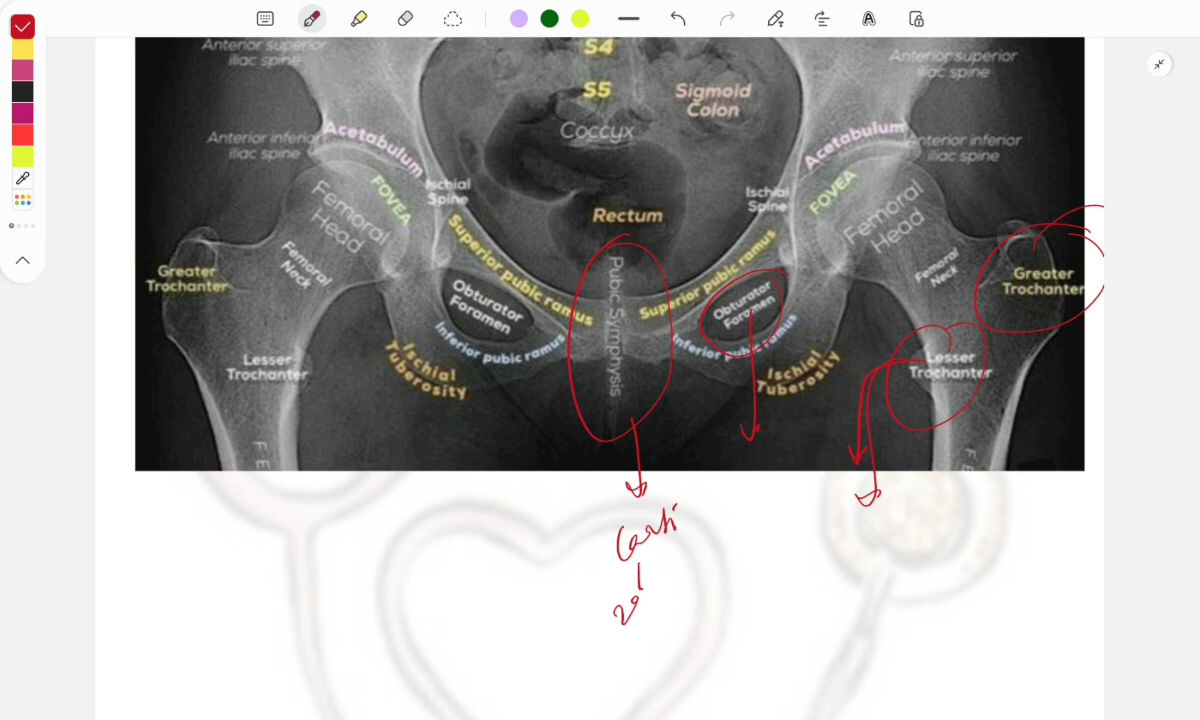 S4
Anterior superior
iliac spine
Anterior superior
iliac spine
S5
Sigmoid
Colon
Coccyx
Anterior inferior
iliac spine
Acetabulum
Acetabulum
Anterior inferior
iliac spine
FOVEA
Ischial
Spine
Ischial
Spine
FOVEA
Femoral
Head
Femoral
Head
Rectum
Superior pubic ramus
Superior pubic ramus
Greater
Trochanter
Femoral
Neck
Obturator
Foramen
Pubic Symphysis
Obturator
Foramen
Femoral
Neck
Greater
Trochanter
Inferior pubic ramus
Inferior pubic ramus
Lesser
Trochanter
Ischial
Tuberosity
Ischial
Tuberosity
Lesser
Trochanter
F E
F E
Carti
2°
A